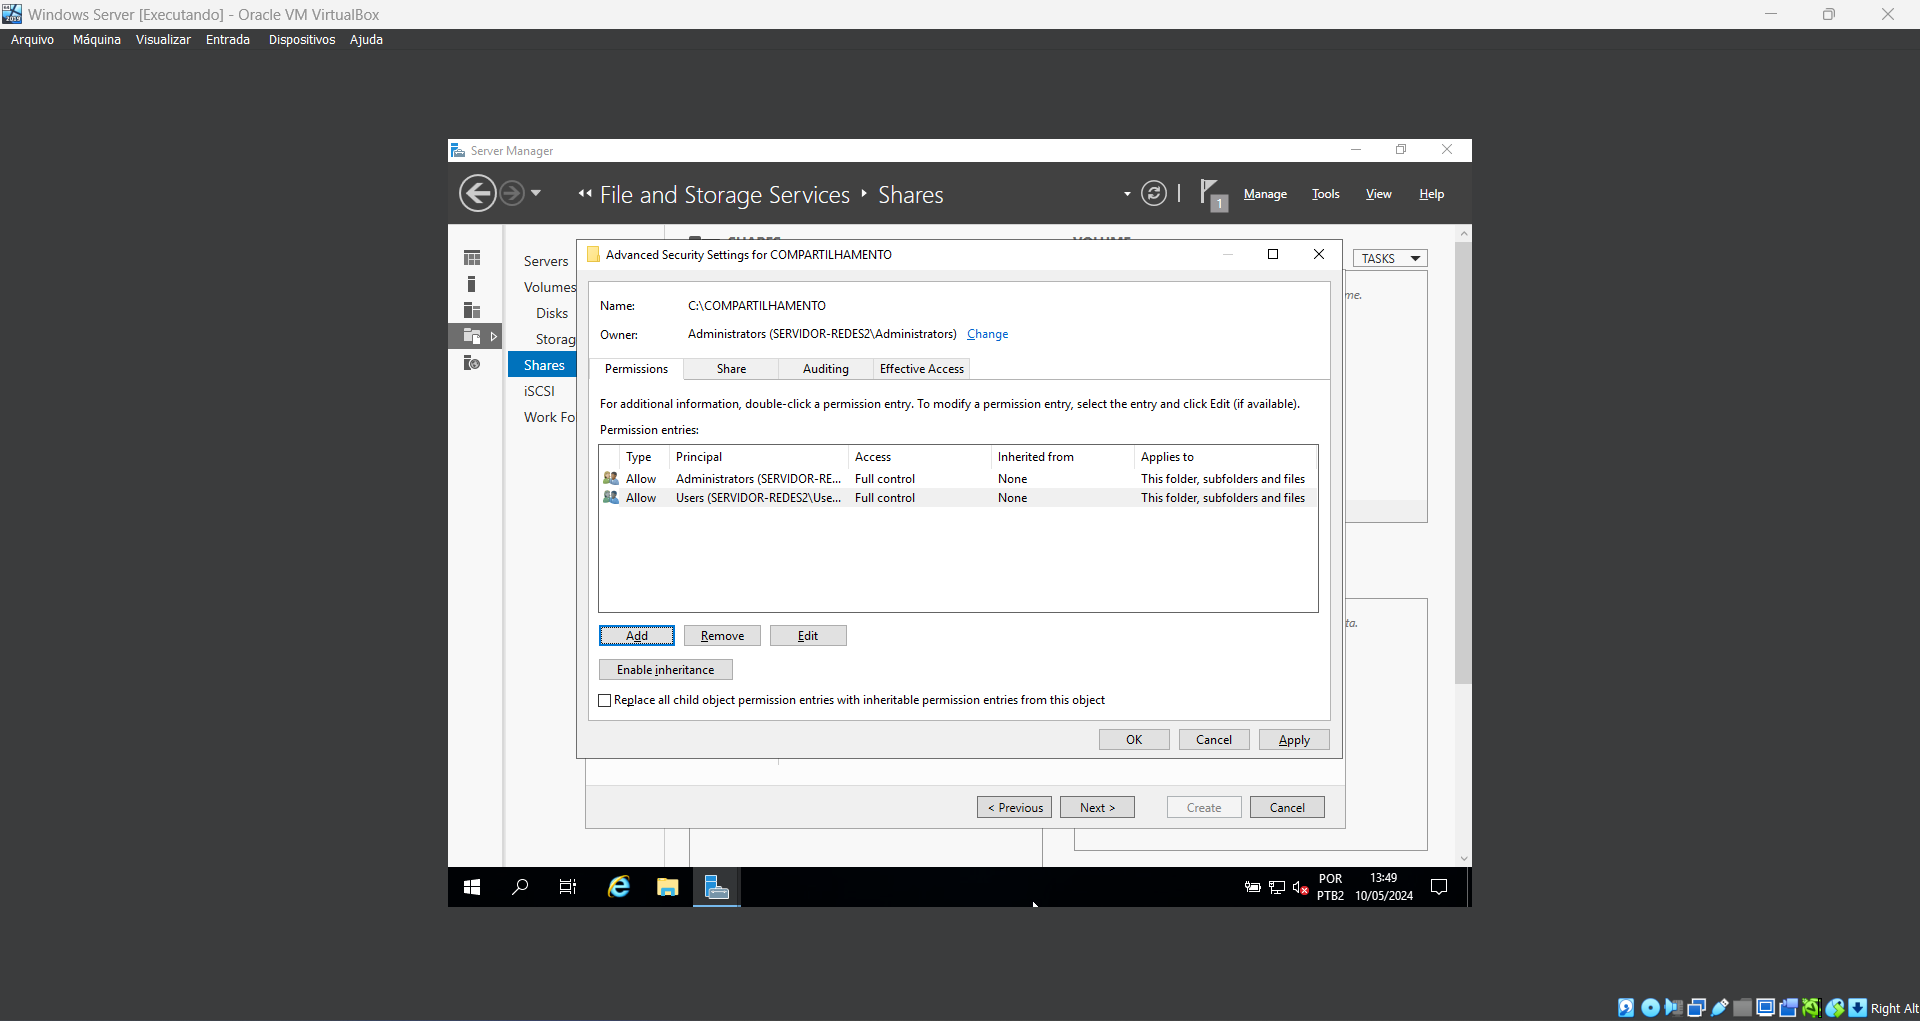 Windows Server [Executando] - Oracle VM VirtualBox
Arquivo Máquina Visualizar Entrada Dispositivos Ajuda
Server Manager
File and Storage Services Shares
1
Manage Tools View Help
Servers
Volumes
Disks
Storag
Shares
iSCSI
Work Fo
TASKS
me.
ta.
Advanced Security Settings for COMPARTILHAMENTO
Name: C:\COMPARTILHAMENTO
Owner: Administrators (SERVIDOR-REDES2\Administrators) Change
Permissions Share Auditing Effective Access
For additional information, double-click a permission entry. To modify a permission entry, select the entry and click Edit (if available).
Permission entries:
Type Principal Access Inherited from Applies to
Allow Administrators (SERVIDOR-RE... Full control None This folder, subfolders and files
Allow Users (SERVIDOR-REDES2\Use... Full control None This folder, subfolders and files
Add Remove Edit
Enable inheritance
Replace all child object permission entries with inheritable permission entries from this object
OK Cancel Apply
< Previous Next > Create Cancel
POR 13:49
PTB2 10/05/2024
Right Alt